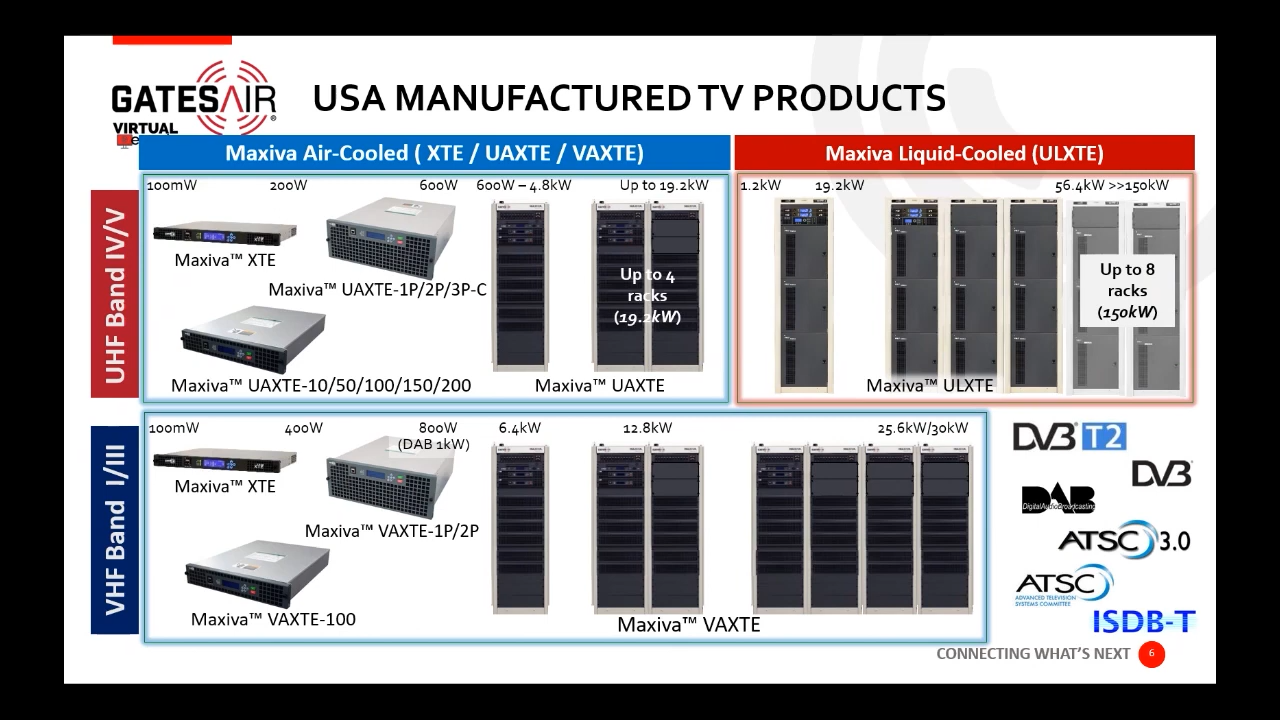 GATESAIR
VIRTUAL
USA MANUFACTURED TV PRODUCTS
Maxiva Air-Cooled ( XTE / UAXTE / VAXTE)
Maxiva Liquid-Cooled (ULXTE)
UHF Band IV/V
100mW 200W 600W 600W – 4.8kW Up to 19.2kW
Maxiva™ XTE
Maxiva™ UAXTE-1P/2P/3P-C
Up to 4
racks
(19.2kW)
Maxiva™ UAXTE-10/50/100/150/200
Maxiva™ UAXTE
1.2kW 19.2kW 56.4kW >>150kW
Up to 8
racks
(150kW)
Maxiva™ ULXTE
VHF Band I/III
100mW 400W 800W 6.4kW 12.8kW 25.6kW/30kW
(DAB 1kW)
Maxiva™ XTE
Maxiva™ VAXTE-1P/2P
Maxiva™ VAXTE-100
Maxiva™ VAXTE
DVB T2
DVB
DAB
DigitalAudioBroadcasting
ATSC 3.0
ATSC
ADVANCED TELEVISION
SYSTEMS COMMITTEE
ISDB-T
CONNECTING WHAT'S NEXT 6